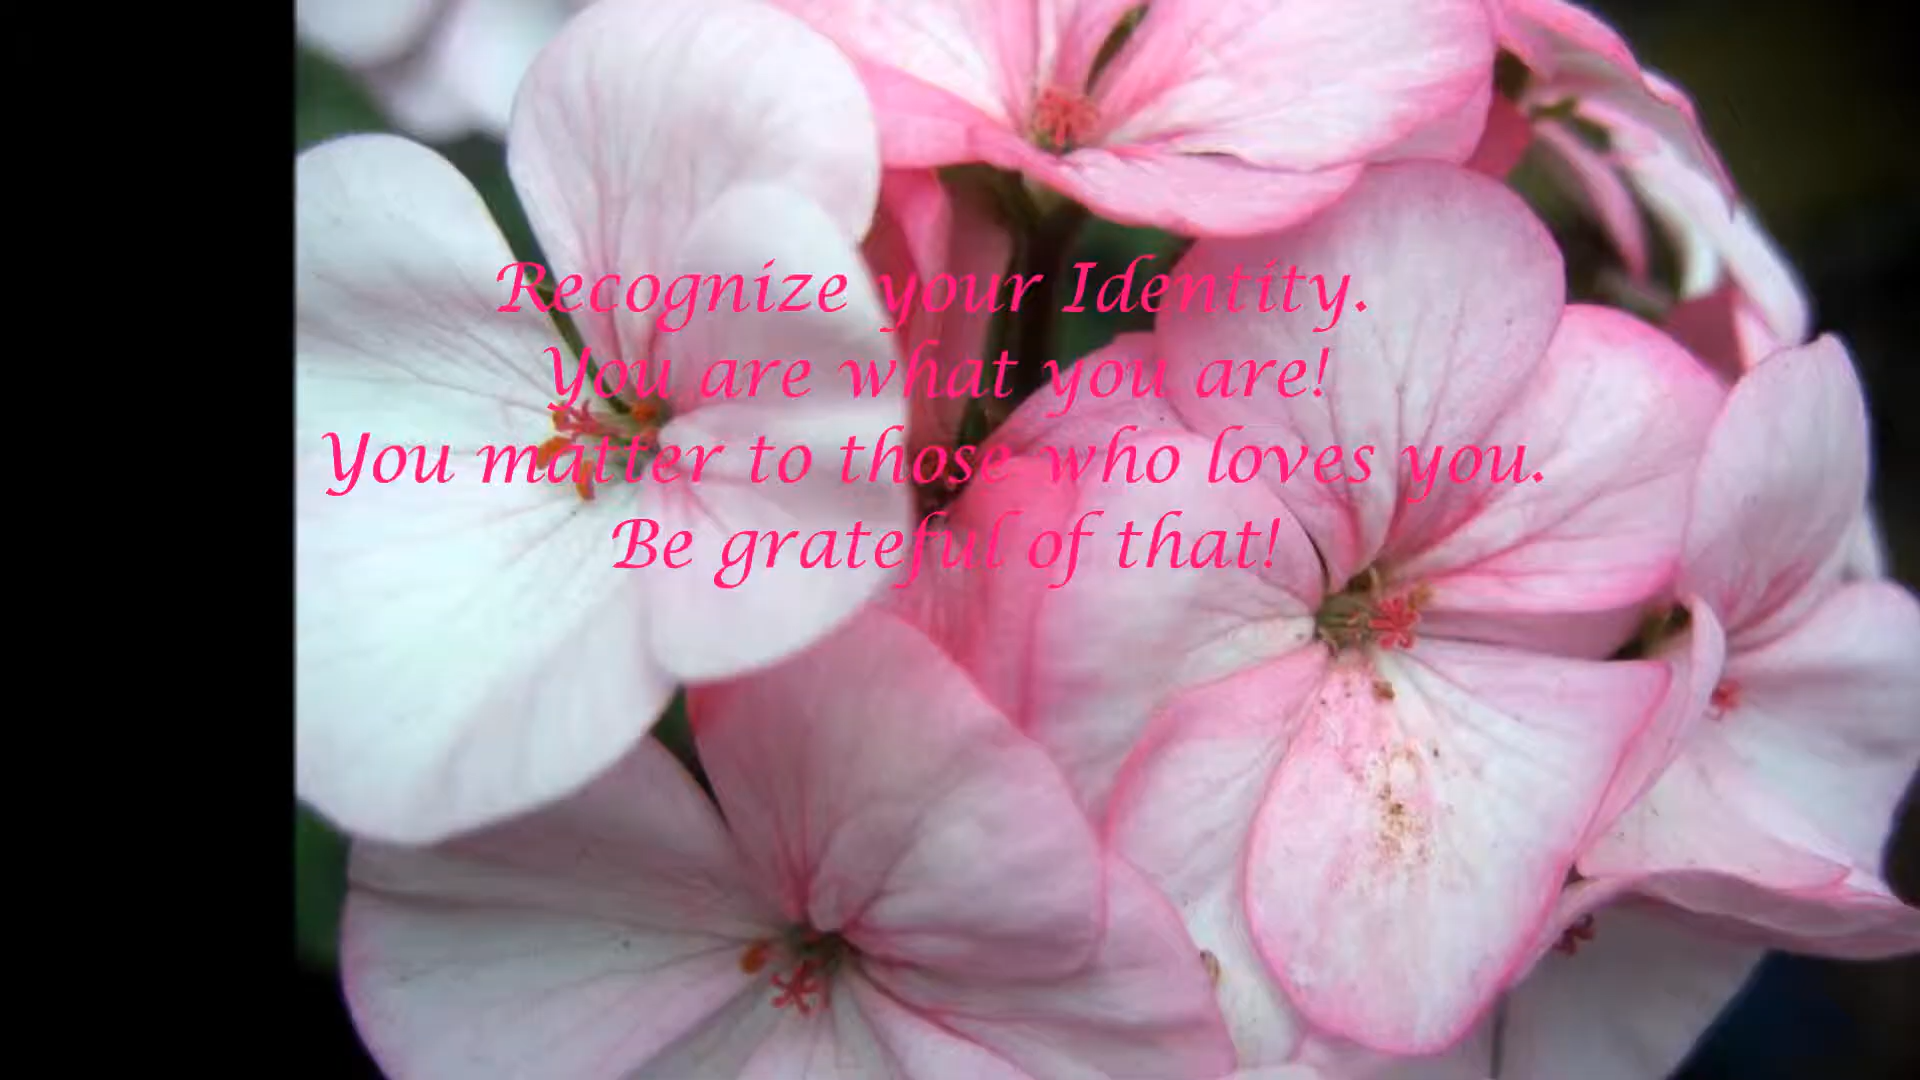 Recognize your Identity.
You are what you are!
You matter to those who loves you.
Be grateful of that!